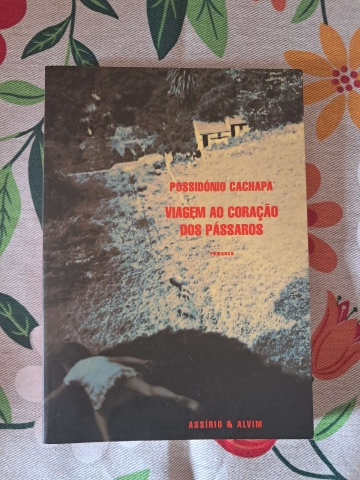 POSSIDÓNIO CACHAPA
VIAGEM AO CORAÇÃO
DOS PÁSSAROS
ROMANCE
ASSÍRIO & ALVIM